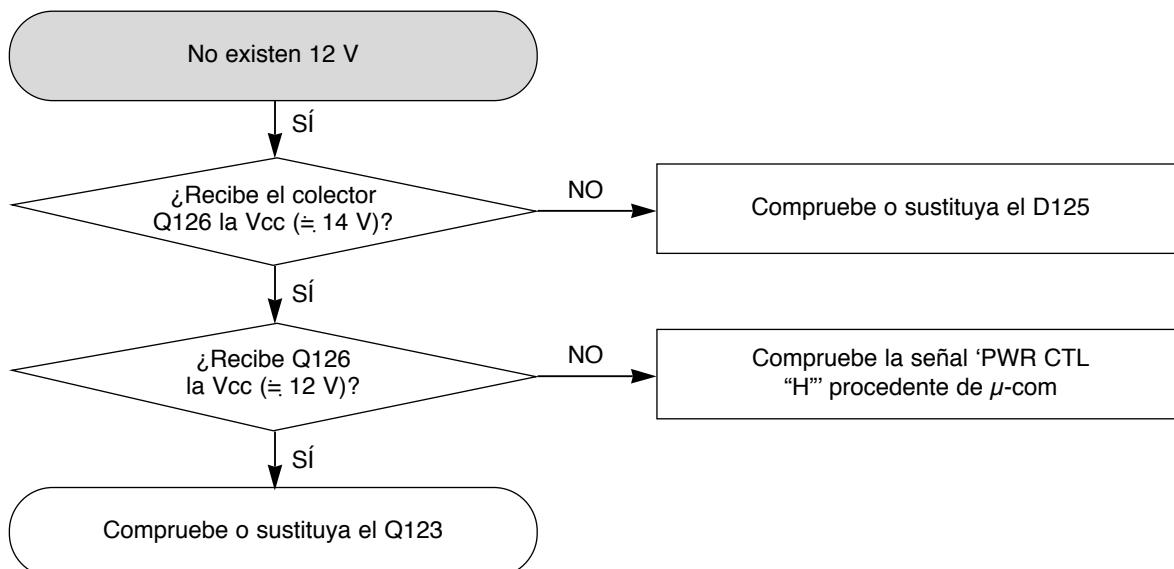 No existen 12 V
SÍ
¿Recibe el colector
Q126 la Vcc (≒ 14 V)?
NO
Compruebe o sustituya el D125
SÍ
¿Recibe Q126
la Vcc (≒ 12 V)?
NO
Compruebe la señal ‘PWR CTL
“H”’ procedente de µ-com
SÍ
Compruebe o sustituya el Q123